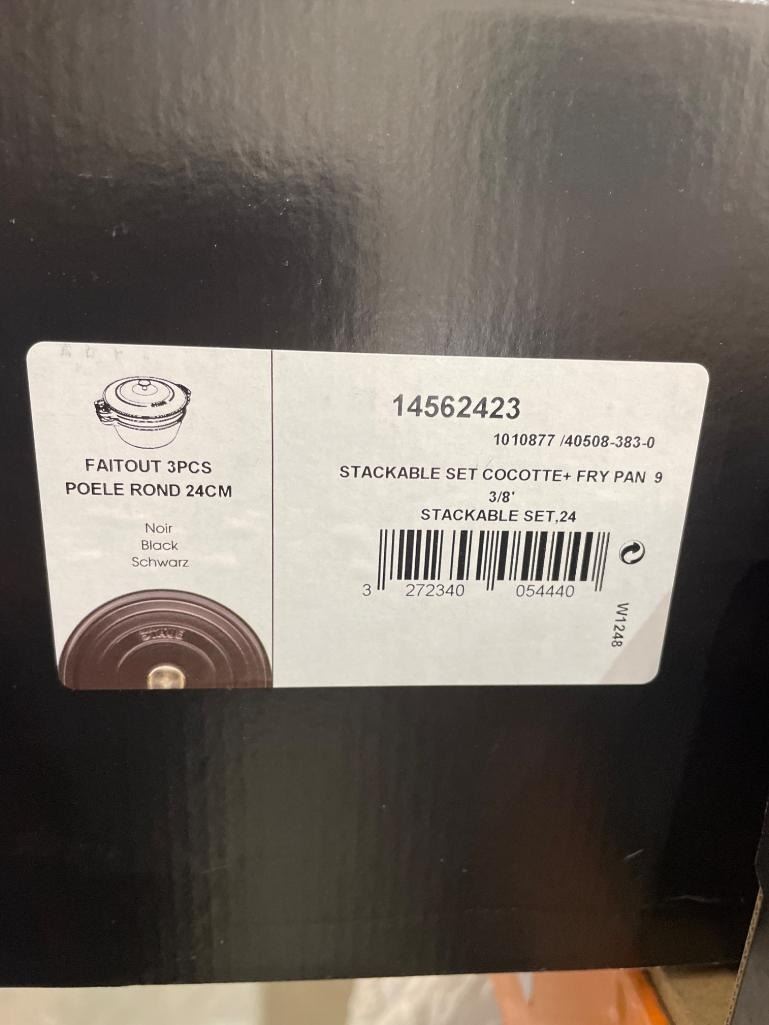 FAITOUT 3PCS
POELE ROND 24CM
Noir
Black
Schwarz
STAUB
14562423
1010877 /40508-383-0
STACKABLE SET COCOTTE+ FRY PAN 9
3/8'
STACKABLE SET,24
3 272340 054440
W1248